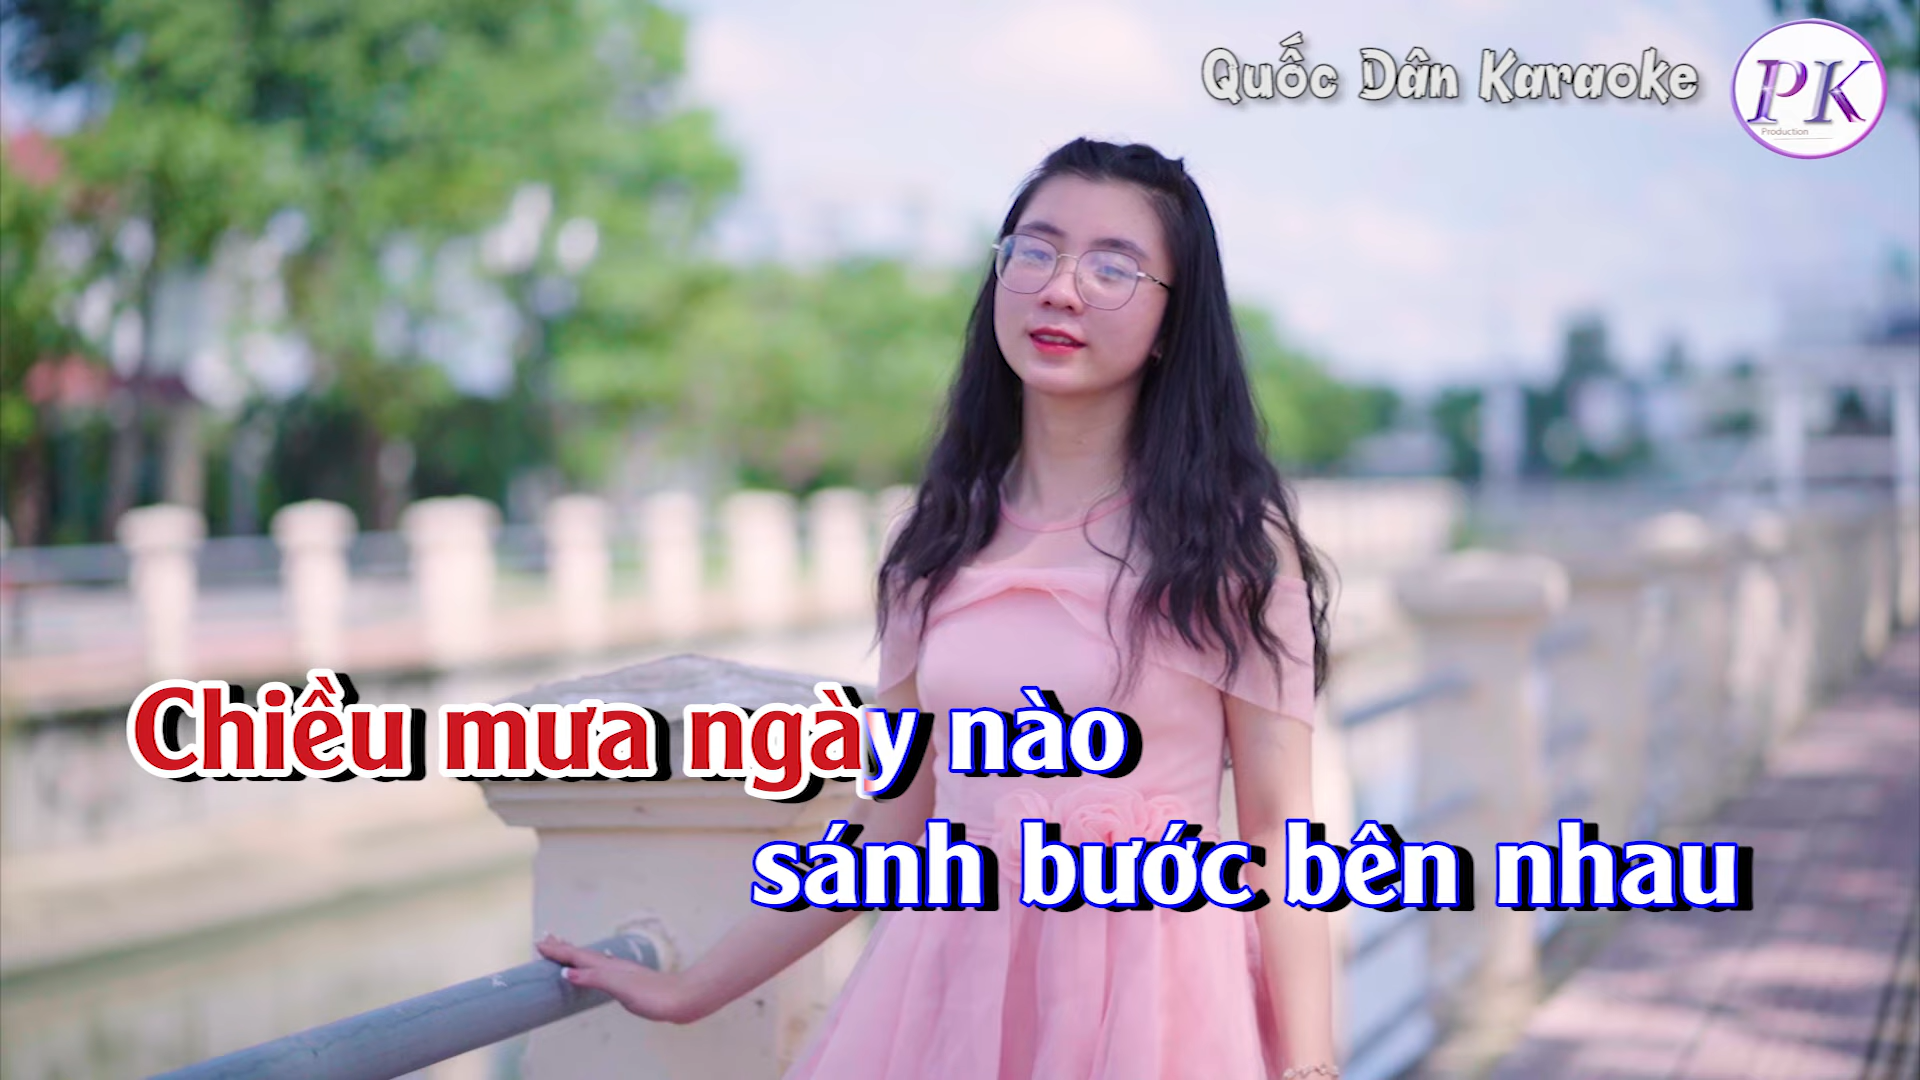 Quốc Dân Karaoke
PK
Production
Chiều mưa ngày nào
sánh bước bên nhau